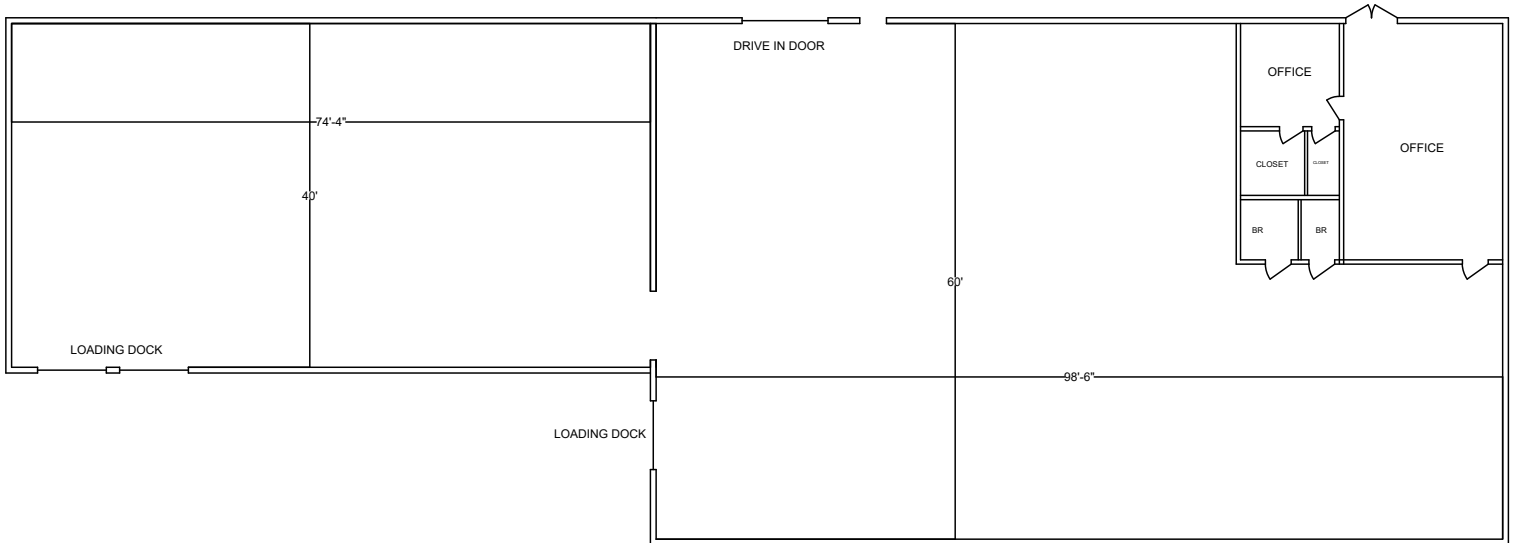 DRIVE IN DOOR
OFFICE
74'-4"
OFFICE
CLOSET
CLOSET
40'
BR
BR
60'
LOADING DOCK
98'-6"
LOADING DOCK